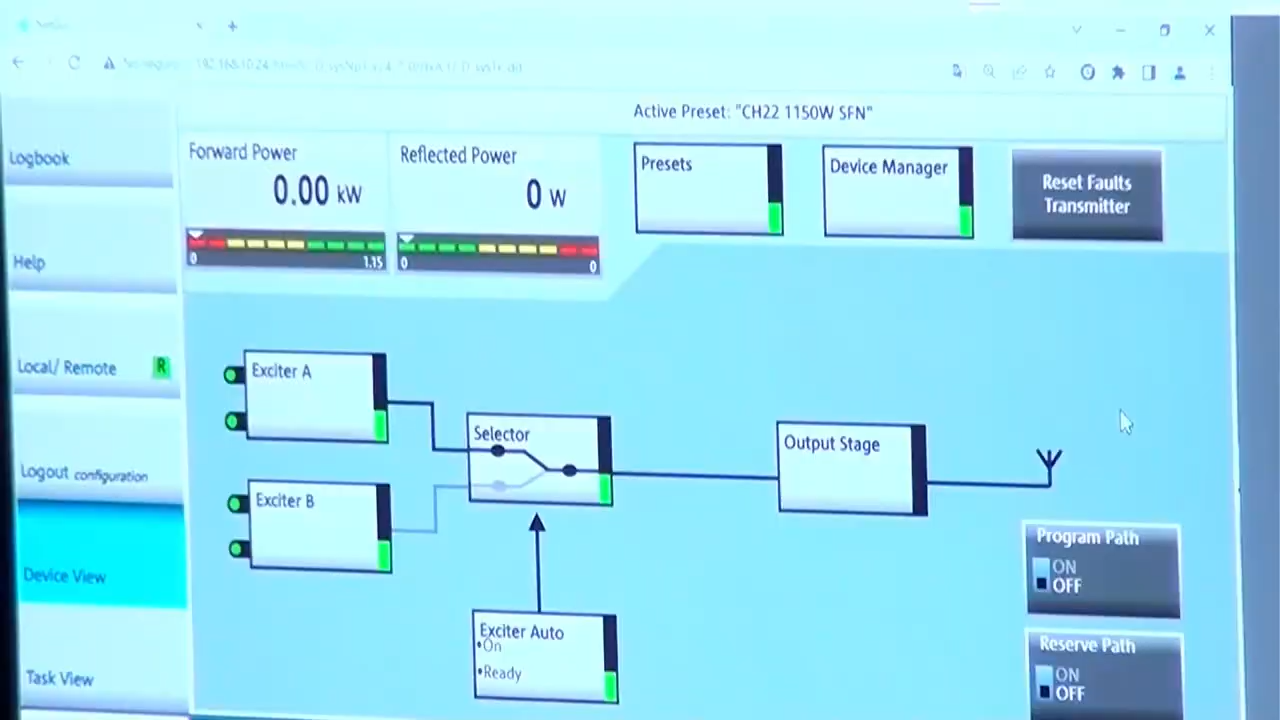 Active Preset: "CH22 1150W SFN"
Logbook
Forward Power
0.00 kW
0 1.15
Reflected Power
0 W
0 0
Presets
Device Manager
Reset Faults
Transmitter
Help
Local/ Remote R
Exciter A
Selector
Output Stage
Logout configuration
Exciter B
Program Path
ON
OFF
Device View
Exciter Auto
•On
•Ready
Reserve Path
ON
OFF
Task View